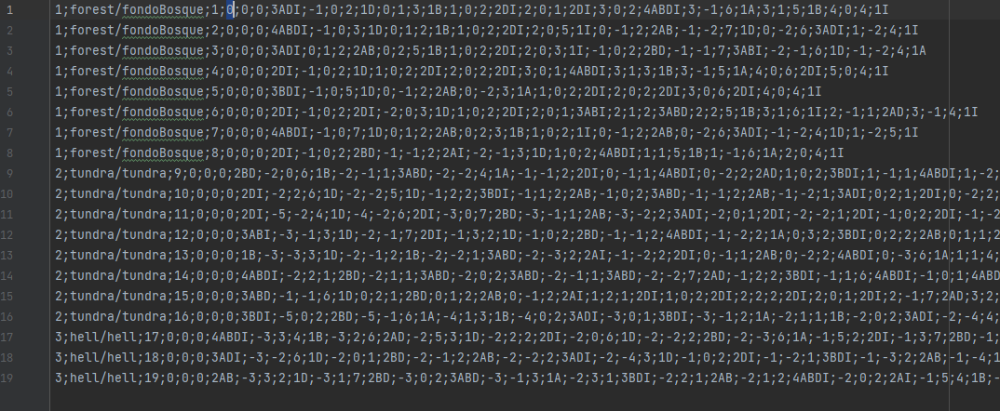 1 1;forest/fondoBosque;1;0;0;0;3ADI;-1;0;2;1D;0;1;3;1B;1;0;2;2DI;2;0;1;2DI;3;0;2;4ABDI;3;-1;6;1A;3;1;5;1B;4;0;4;1I
2 1;forest/fondoBosque;2;0;0;0;4ABDI;-1;0;3;1D;0;1;2;1B;1;0;2;2DI;2;0;5;1I;0;-1;2;2AB;-1;-2;7;1D;0;-2;6;3ADI;1;-2;4;1I
3 1;forest/fondoBosque;3;0;0;0;3ADI;0;1;2;2AB;0;2;5;1B;1;0;2;2DI;2;0;3;1I;-1;0;2;2BD;-1;-1;7;3ABI;-2;-1;6;1D;-1;-2;4;1A
4 1;forest/fondoBosque;4;0;0;0;2DI;-1;0;2;1D;1;0;2;2DI;2;0;2;2DI;3;0;1;4ABDI;3;1;3;1B;3;-1;5;1A;4;0;6;2DI;5;0;4;1I
5 1;forest/fondoBosque;5;0;0;0;3BDI;-1;0;5;1D;0;-1;2;2AB;0;-2;3;1A;1;0;2;2DI;2;0;2;2DI;3;0;6;2DI;4;0;4;1I
6 1;forest/fondoBosque;6;0;0;0;2DI;-1;0;2;2DI;-2;0;3;1D;1;0;2;2DI;2;0;1;3ABI;2;1;2;3ABD;2;2;5;1B;3;1;6;1I;2;-1;1;2AD;3;-1;4;1I
7 1;forest/fondoBosque;7;0;0;0;4ABDI;-1;0;7;1D;0;1;2;2AB;0;2;3;1B;1;0;2;1I;0;-1;2;2AB;0;-2;6;3ADI;-1;-2;4;1D;1;-2;5;1I
8 1;forest/fondoBosque;8;0;0;0;2DI;-1;0;2;2BD;-1;-1;2;2AI;-2;-1;3;1D;1;0;2;4ABDI;1;1;5;1B;1;-1;6;1A;2;0;4;1I
9 2;tundra/tundra;9;0;0;0;2BD;-2;0;6;1B;-2;-1;1;3ABD;-2;-2;4;1A;-1;-1;2;2DI;0;-1;1;4ABDI;0;-2;2;2AD;1;0;2;3BDI;1;-1;1;4ABDI;1;-2;
10 2;tundra/tundra;10;0;0;0;2DI;-2;2;6;1D;-2;-2;5;1D;-1;2;2;3BDI;-1;1;2;2AB;-1;0;2;3ABD;-1;-1;2;2AB;-1;-2;1;3ADI;0;2;1;2DI;0;-2;2;
11 2;tundra/tundra;11;0;0;0;2DI;-5;-2;4;1D;-4;-2;6;2DI;-3;0;7;2BD;-3;-1;1;2AB;-3;-2;2;3ADI;-2;0;1;2DI;-2;-2;1;2DI;-1;0;2;2DI;-1;-2
12 2;tundra/tundra;12;0;0;0;3ABI;-3;-1;3;1D;-2;-1;7;2DI;-1;3;2;1D;-1;0;2;2BD;-1;-1;2;4ABDI;-1;-2;2;1A;0;3;2;3BDI;0;2;2;2AB;0;1;1;2
13 2;tundra/tundra;13;0;0;0;1B;-3;-3;3;1D;-2;-1;2;1B;-2;-2;1;3ABD;-2;-3;2;2AI;-1;-2;2;2DI;0;-1;1;2AB;0;-2;2;4ABDI;0;-3;6;1A;1;1;4;
14 2;tundra/tundra;14;0;0;0;4ABDI;-2;2;1;2BD;-2;1;1;3ABD;-2;0;2;3ABD;-2;-1;1;3ABD;-2;-2;7;2AD;-1;2;2;3BDI;-1;1;6;4ABDI;-1;0;1;4ABD
15 2;tundra/tundra;15;0;0;0;3ABD;-1;-1;6;1D;0;2;1;2BD;0;1;2;2AB;0;-1;2;2AI;1;2;1;2DI;1;0;2;2DI;2;2;2;2DI;2;0;1;2DI;2;-1;7;2AD;3;2;
16 2;tundra/tundra;16;0;0;0;3BDI;-5;0;2;2BD;-5;-1;6;1A;-4;1;3;1B;-4;0;2;3ADI;-3;0;1;3BDI;-3;-1;2;1A;-2;1;1;1B;-2;0;2;3ADI;-2;-4;4;
17 3;hell/hell;17;0;0;0;4ABDI;-3;3;4;1B;-3;2;6;2AD;-2;5;3;1D;-2;2;2;2DI;-2;0;6;1D;-2;-2;2;2BD;-2;-3;6;1A;-1;5;2;2DI;-1;3;7;2BD;-1;
18 3;hell/hell;18;0;0;0;3ADI;-3;-2;6;1D;-2;0;1;2BD;-2;-1;2;2AB;-2;-2;2;3ADI;-2;-4;3;1D;-1;0;2;2DI;-1;-2;1;3BDI;-1;-3;2;2AB;-1;-4;1
19 3;hell/hell;19;0;0;0;2AB;-3;3;2;1D;-3;1;7;2BD;-3;0;2;3ABD;-3;-1;3;1A;-2;3;1;3BDI;-2;2;1;2AB;-2;1;2;4ABDI;-2;0;2;2AI;-1;5;4;1B;-